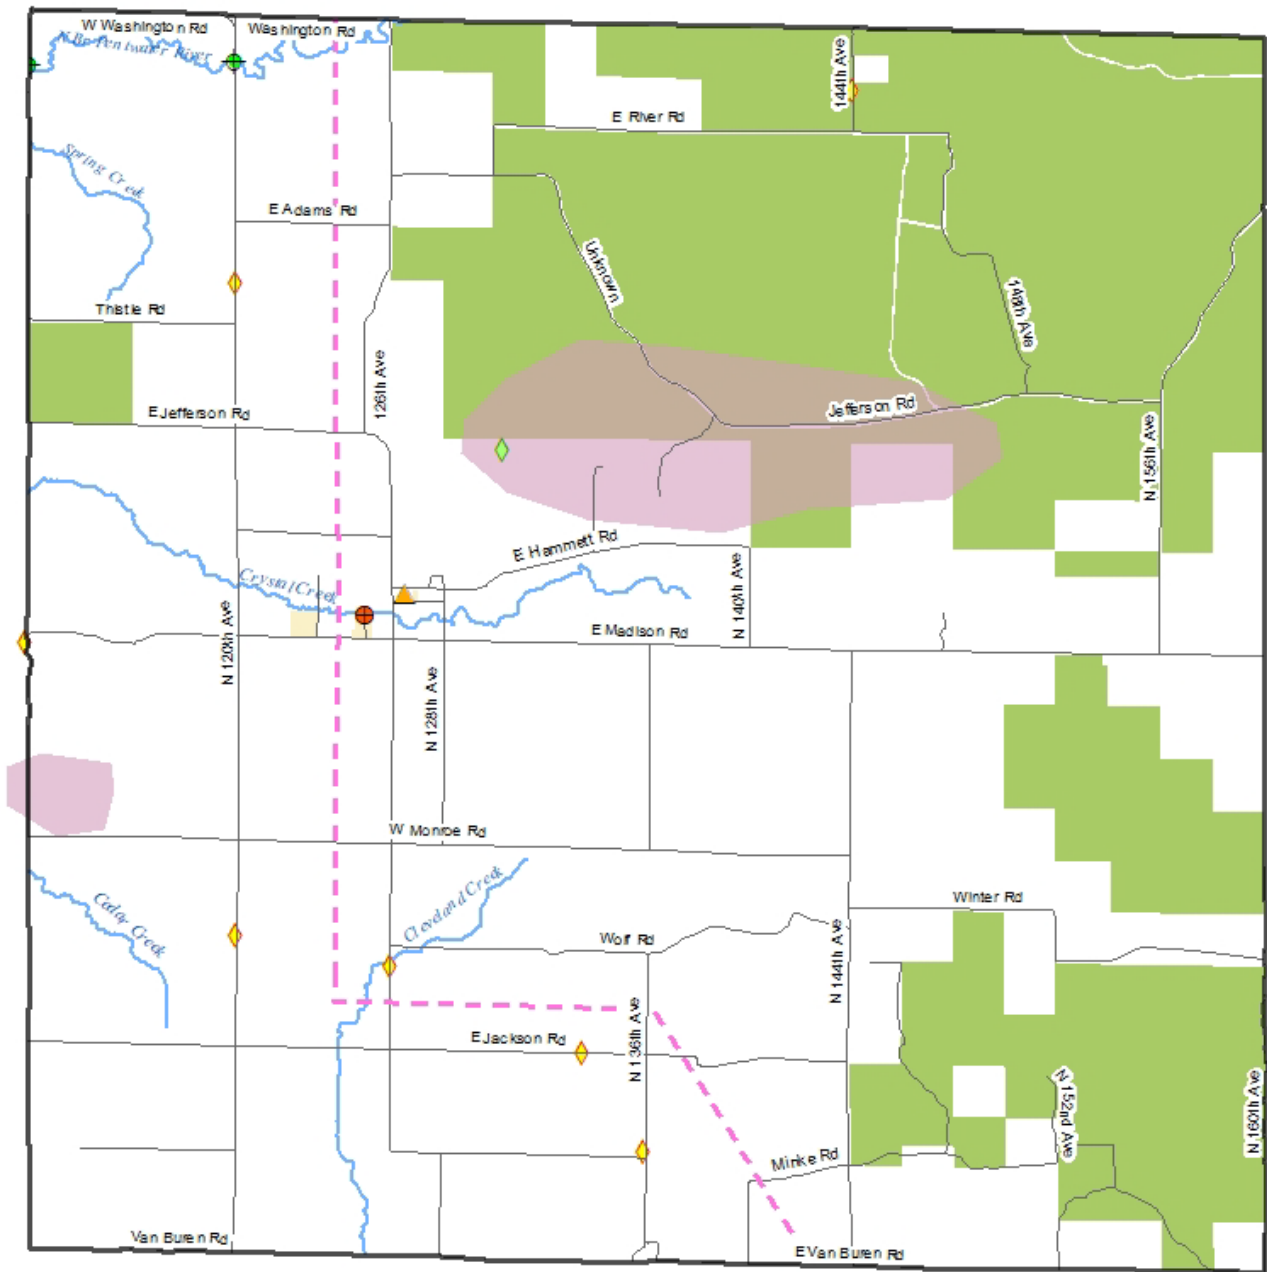 W Washington Rd
Washington Rd
N Br Pentwater River
144th Ave
E River Rd
Spring Creek
E Adams Rd
Unknown
148th Ave
Thistle Rd
126th Ave
E Jefferson Rd
Jefferson Rd
N 156th Ave
E Hammett Rd
Crystal Creek
N 140th Ave
N 120th Ave
E Madison Rd
N 128th Ave
W Monroe Rd
Cedar Creek
Cleveland Creek
Winter Rd
Wolf Rd
N 144th Ave
N 136th Ave
E Jackson Rd
N 152nd Ave
N 160th Ave
Minke Rd
Van Buren Rd
E Van Buren Rd